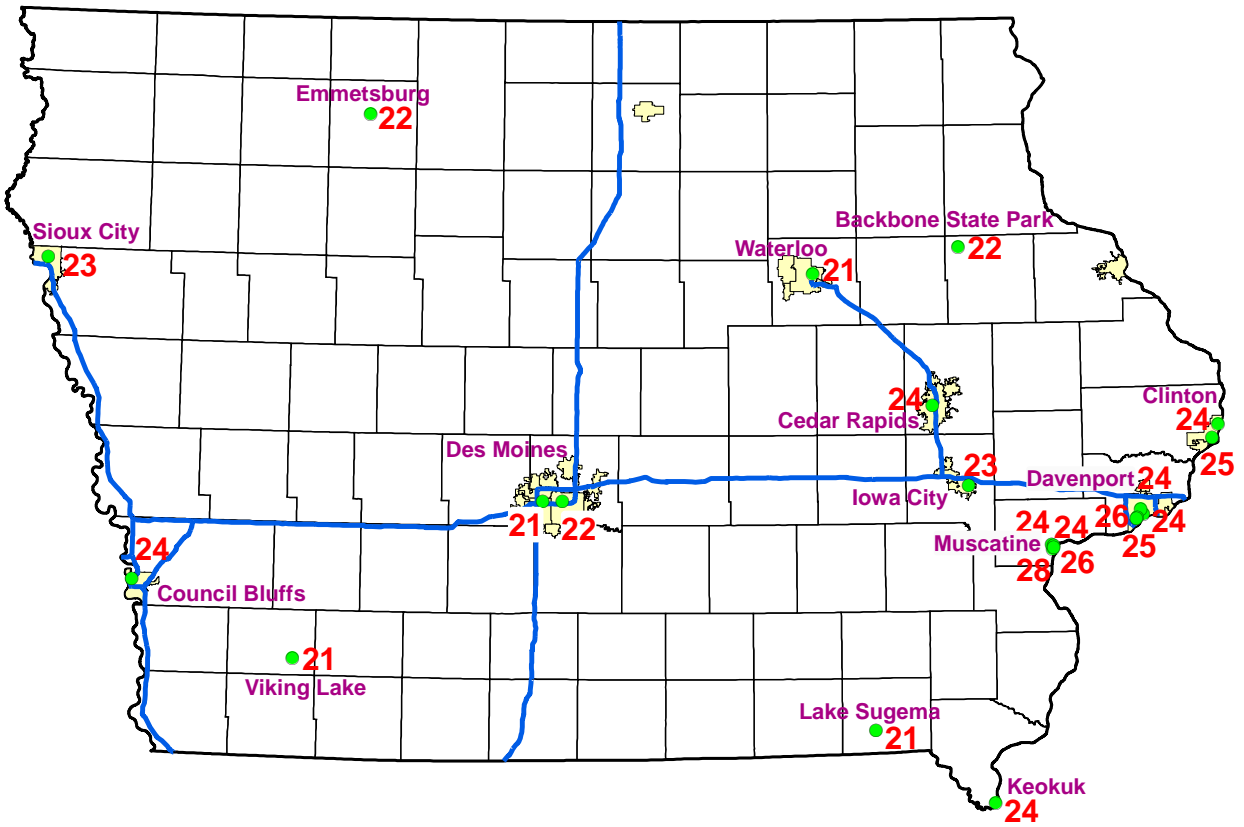 Emmetsburg
22
Sioux City
23
Backbone State Park
22
Waterloo
21
Clinton
24
25
24
Cedar Rapids
Des Moines
21
22
23
Iowa City
Davenport
24
26
24
25
24
24
Muscatine
28
26
24
Council Bluffs
21
Viking Lake
Lake Sugema
21
Keokuk
24